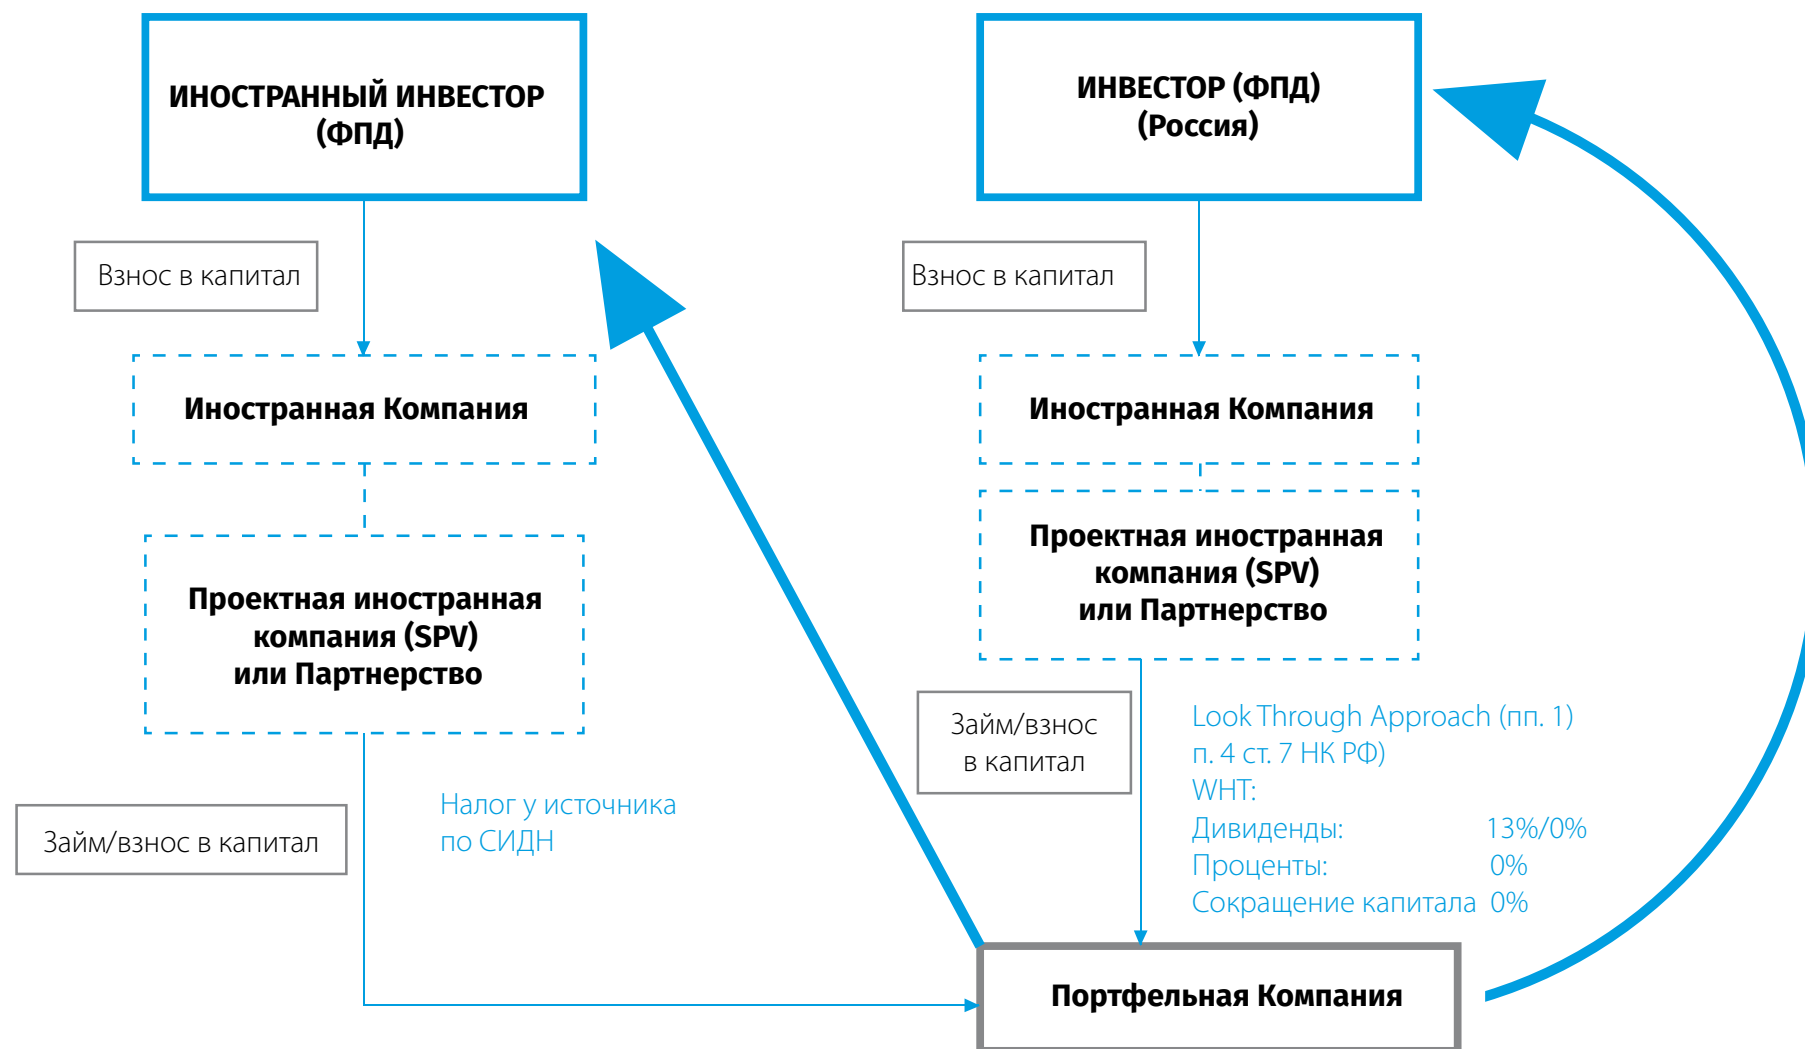 ИНОСТРАННЫЙ ИНВЕСТОР
(ФПД)
Взнос в капитал
Иностранная Компания
Проектная иностранная
компания (SPV)
или Партнерство
Займ/взнос в капитал
Налог у источника
по СИДН
ИНВЕСТОР (ФПД)
(Россия)
Взнос в капитал
Иностранная Компания
Проектная иностранная
компания (SPV)
или Партнерство
Займ/взнос
в капитал
Look Through Approach (пп. 1)
п. 4 ст. 7 НК РФ)
WHT:
Дивиденды: 13%/0%
Проценты: 0%
Сокращение капитала 0%
Портфельная Компания